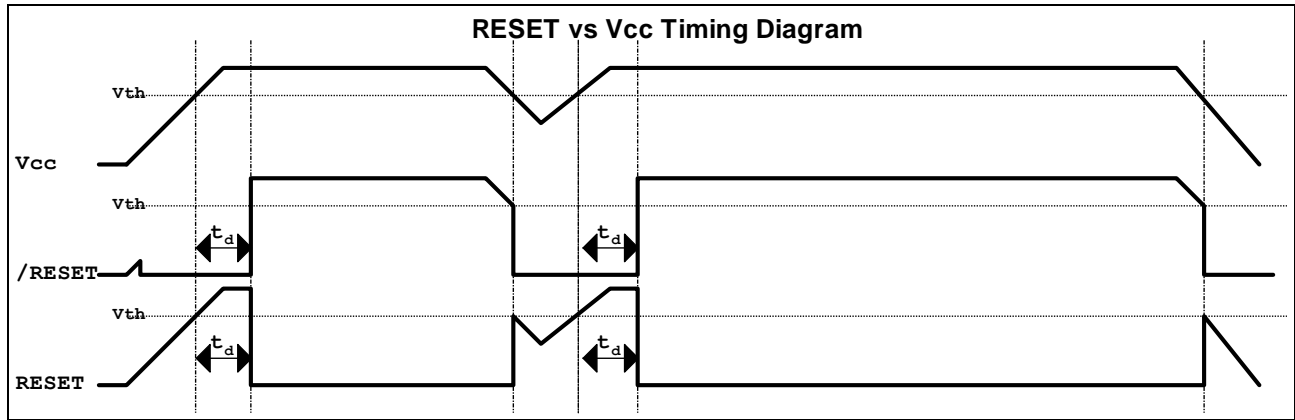 RESET vs Vcc Timing Diagram
Vth
Vcc
Vth
td td
/RESET
Vth
td td
RESET